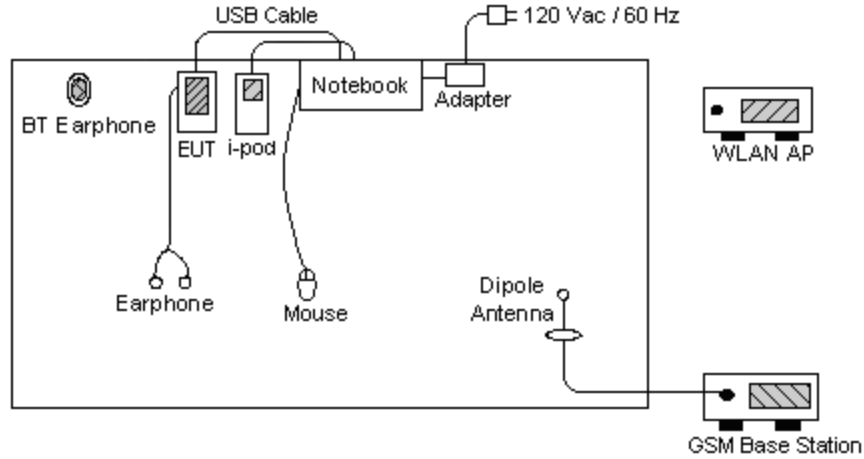 USB Cable
120 Vac / 60 Hz
Notebook
Adapter
BT Earphone
EUT
i-pod
WLAN AP
Earphone
Mouse
Dipole
Antenna
GSM Base Station